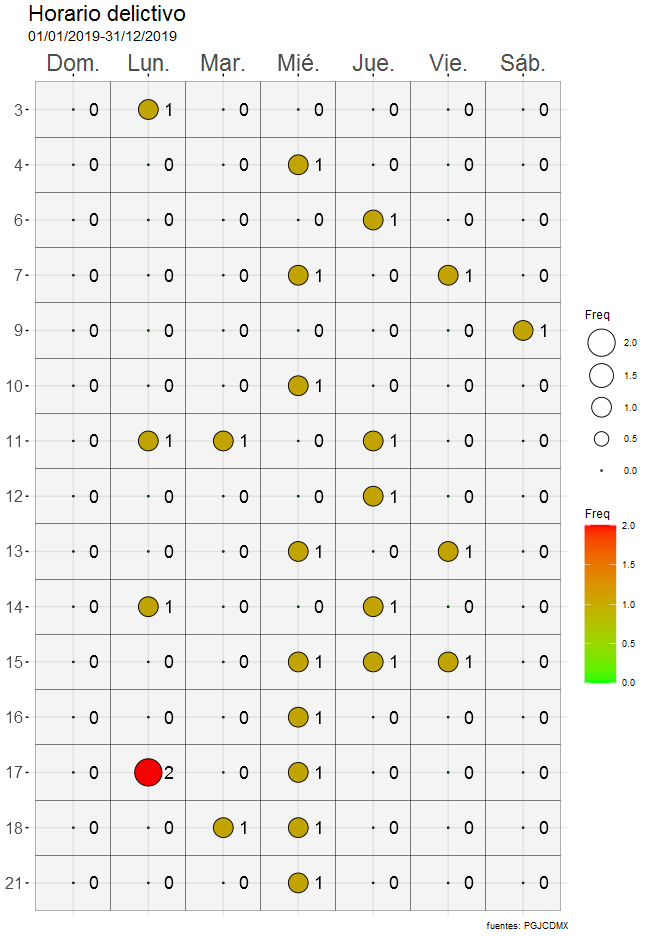 Horario delictivo
01/01/2019-31/12/2019
Dom. Lun. Mar. Mié. Jue. Vie. Sáb.
3 0 1 0 0 0 0 0
4 0 0 0 1 0 0 0
6 0 0 0 0 1 0 0
7 0 0 0 1 0 1 0
9 0 0 0 0 0 0 1
10 0 0 0 1 0 0 0
11 0 1 1 0 1 0 0
12 0 0 0 0 1 0 0
13 0 0 0 1 0 1 0
14 0 1 0 0 1 0 0
15 0 0 0 1 1 1 0
16 0 0 0 1 0 0 0
17 0 2 0 1 0 0 0
18 0 0 1 1 0 0 0
21 0 0 0 1 0 0 0
Freq
2.0
1.5
1.0
0.5
0.0
Freq
2.0
1.5
1.0
0.5
0.0
fuentes: PGJCDMX